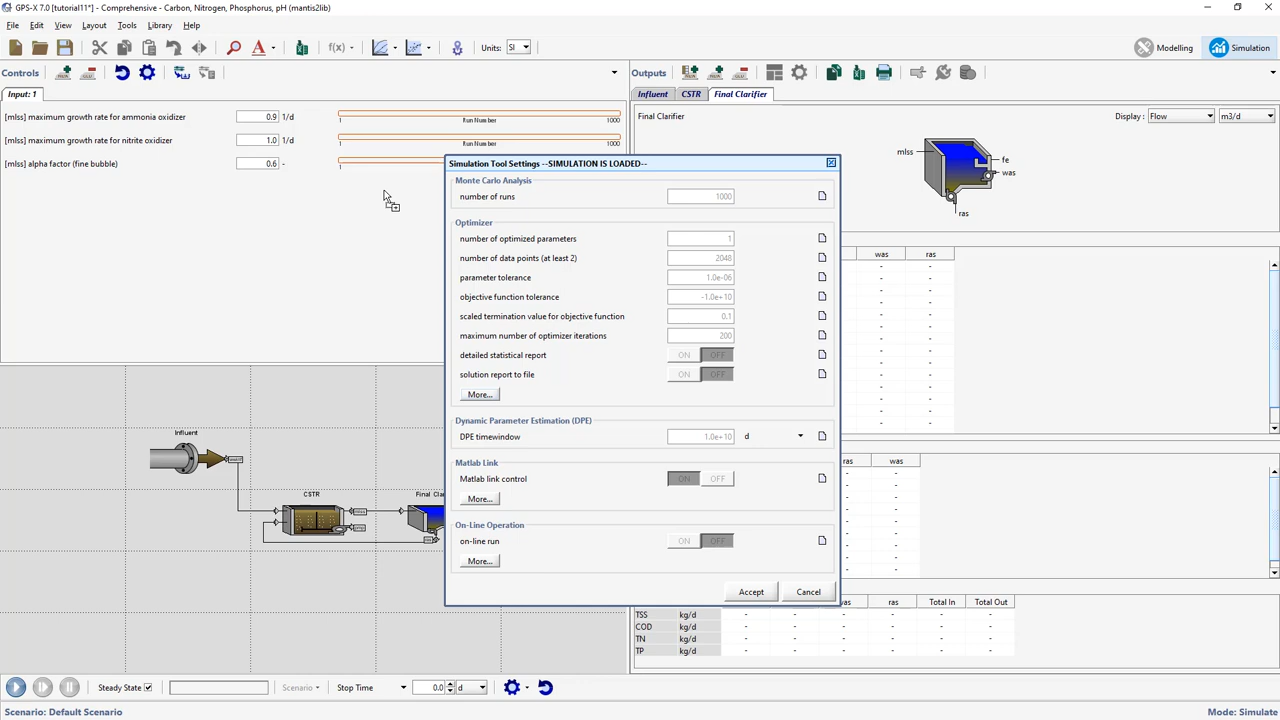 GPS-X 7.0 [tutorial11*] - Comprehensive - Carbon, Nitrogen, Phosphorus, pH (mantis2lib)
File Edit View Layout Tools Library Help
f(x) Units: SI Modelling Simulation
Controls
Input: 1
[mlss] maximum growth rate for ammonia oxidizer 0.9 1/d 1 Run Number 1000
[mlss] maximum growth rate for nitrite oxidizer 1.0 1/d 1 Run Number 1000
[mlss] alpha factor (fine bubble) 0.6 - 1
Outputs
Influent CSTR Final Clarifier
Final Clarifier Display : Flow m3/d
mlss fe
was
ras
Simulation Tool Settings --SIMULATION IS LOADED--
Monte Carlo Analysis
number of runs 1000
Optimizer
number of optimized parameters 1
number of data points (at least 2) 2048
parameter tolerance 1.0e-06
objective function tolerance -1.0e+10
scaled termination value for objective function 0.1
maximum number of optimizer iterations 200
detailed statistical report ON OFF
solution report to file ON OFF
More...
Dynamic Parameter Estimation (DPE)
DPE timewindow 1.0e+10 d
Matlab Link
Matlab link control ON OFF
More...
On-Line Operation
on-line run ON OFF
More...
Accept Cancel
was ras
- -
- -
- -
- -
- -
- -
- -
- -
- -
- -
- -
- -
- -
ras was
- -
- -
- -
- -
- -
- -
- -
- -
- -
was ras Total In Total Out
TSS kg/d - - - - - -
COD kg/d - - - - - -
TN kg/d - - - - - -
TP kg/d - - - - - -
Influent
CSTR
Final Cla
Steady State Scenario Stop Time 0.0 d
Scenario: Default Scenario Mode: Simulate